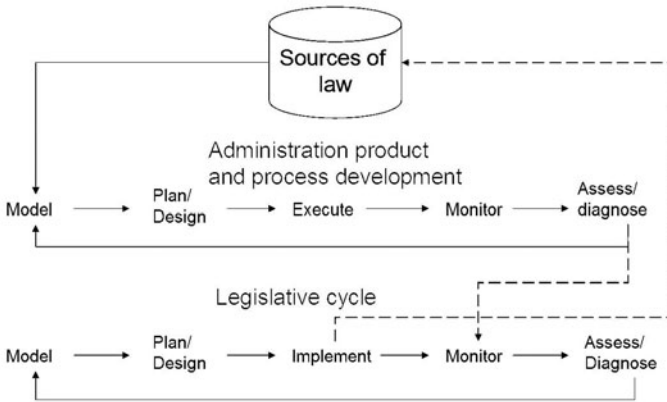 Sources of
law
Administration product
and process development
Model
Plan/
Design
Execute
Monitor
Assess/
diagnose
Legislative cycle
Model
Plan/
Design
Implement
Monitor
Assess/
Diagnose